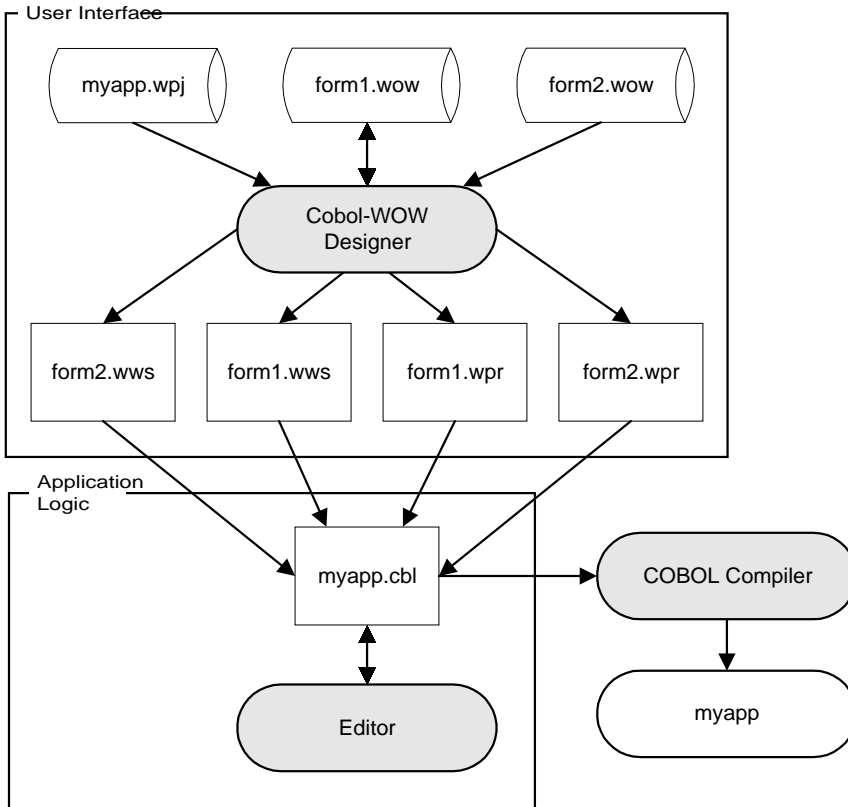 User Interface
myapp.wpj
form1.wow
form2.wow
Cobol-WOW
Designer
form2.wws
form1.wws
form1.wpr
form2.wpr
Application
Logic
myapp.cbl
COBOL Compiler
Editor
myapp